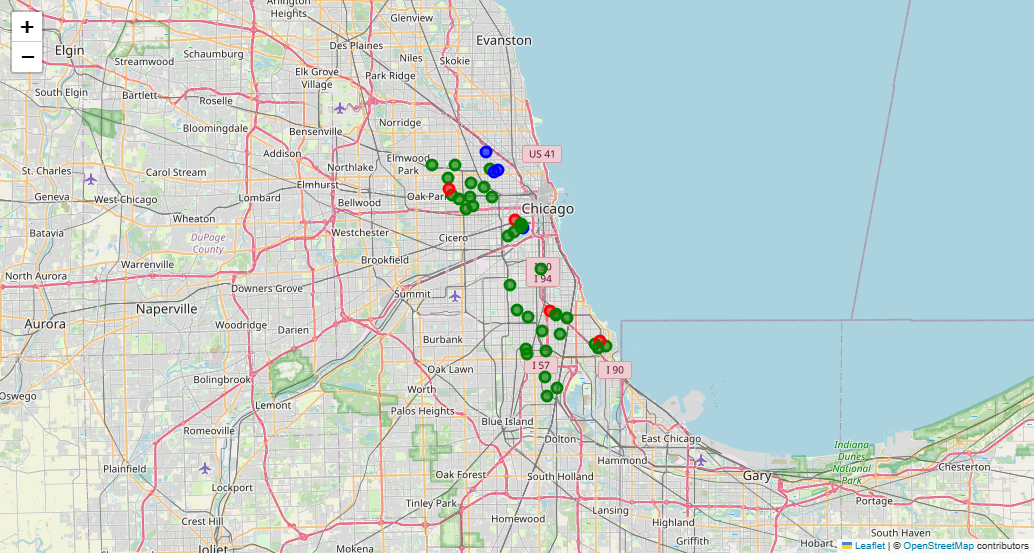 Arlington
Heights
Glenview
+
−
Elgin
Evanston
Schaumburg
Des Plaines
Niles
Skokie
Streamwood
Elk Grove
Village
Park Ridge
South Elgin
Bartlett
Roselle
Norridge
Bloomingdale
Bensenville
Addison
Elmwood
Park
US 41
St. Charles
Carol Stream
Northlake
Elmhurst
Geneva
West Chicago
Lombard
Bellwood
Oak Park
Chicago
Wheaton
DuPage
County
Westchester
Cicero
Warrenville
Brookfield
North Aurora
I 94
Downers Grove
Summit
Naperville
Aurora
Woodridge
Darien
Burbank
Oak Lawn
I 57
I 90
Bolingbrook
Worth
Oswego
Lemont
Palos Heights
Blue Island
Romeoville
Dolton
East Chicago
Indiana
Dunes
National
Park
Hammond
Plainfield
Gary
Chesterton
Lockport
Oak Forest
South Holland
Tinley Park
Portage
Lansing
Crest Hill
Homewood
Highland
South Haven
Griffith
Hobart
Joliet
Mokena
Leaflet | © OpenStreetMap contributors